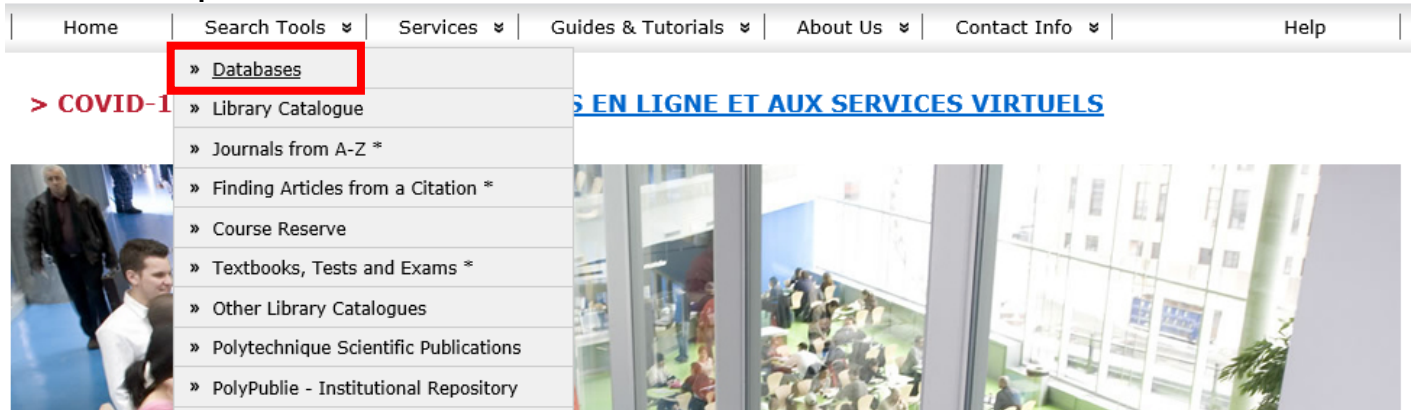 Home Search Tools Services Guides & Tutorials About Us Contact Info Help
» Databases
> COVID-1 EN LIGNE ET AUX SERVICES VIRTUELS
» Library Catalogue
» Journals from A-Z *
» Finding Articles from a Citation *
» Course Reserve
» Textbooks, Tests and Exams *
» Other Library Catalogues
» Polytechnique Scientific Publications
» PolyPublie - Institutional Repository